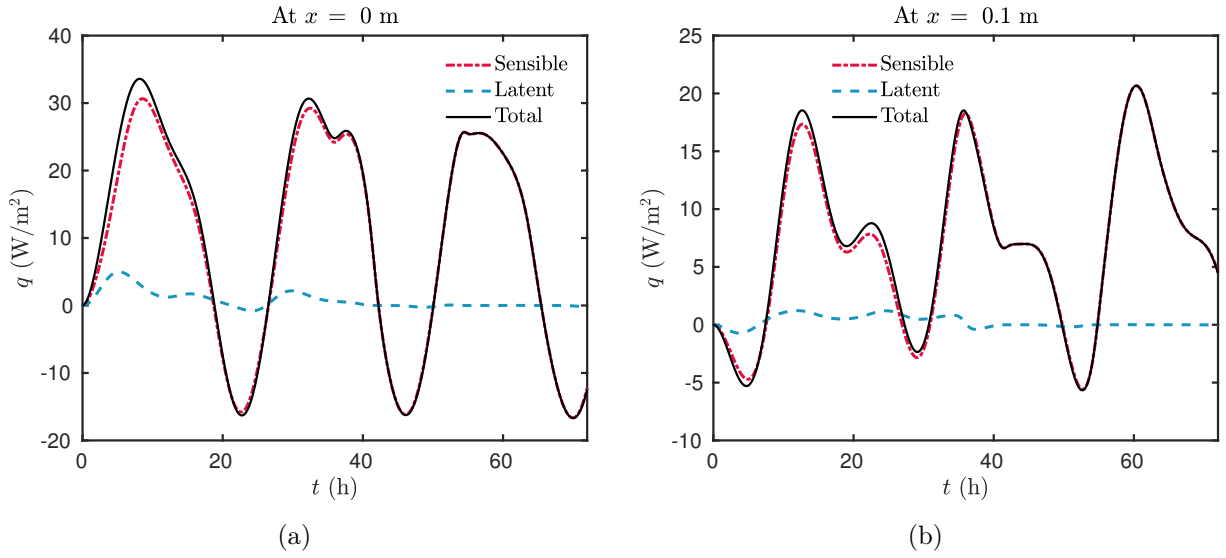 At x = 0 m
40
30
20
10
0
-10
-20
q (W/m²)
0 20 40 60
t (h)
Sensible
Latent
Total
(a)
At x = 0.1 m
25
20
15
10
5
0
-5
-10
q (W/m²)
0 20 40 60
t (h)
Sensible
Latent
Total
(b)